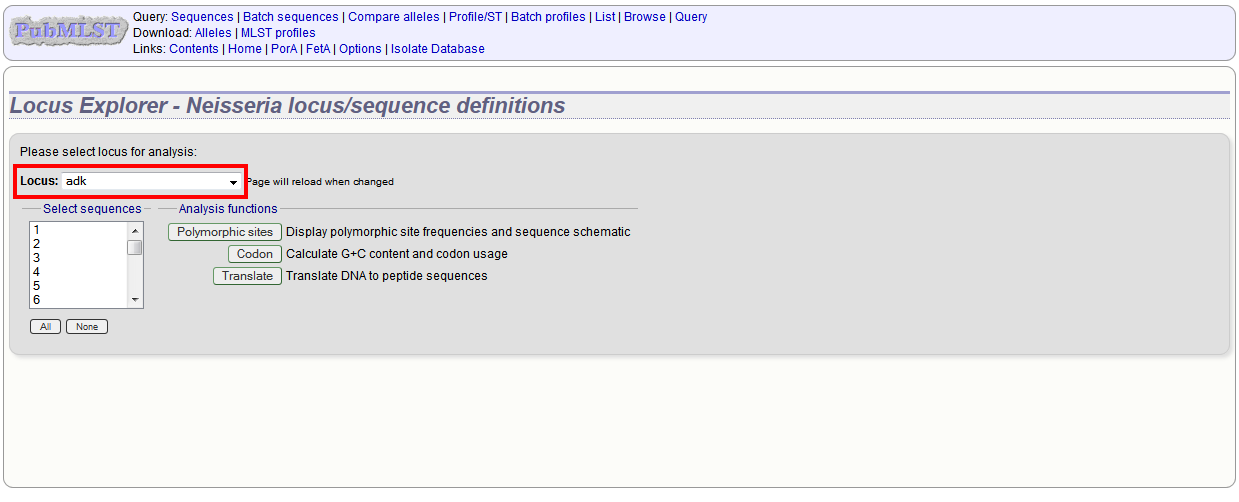 PubMLST
Query: Sequences | Batch sequences | Compare alleles | Profile/ST | Batch profiles | List | Browse | Query
Download: Alleles | MLST profiles
Links: Contents | Home | PorA | FetA | Options | Isolate Database
Locus Explorer - Neisseria locus/sequence definitions
Please select locus for analysis:
Locus: adk Page will reload when changed
Select sequences
1
2
3
4
5
6
All None
Analysis functions
Polymorphic sites Display polymorphic site frequencies and sequence schematic
Codon Calculate G+C content and codon usage
Translate Translate DNA to peptide sequences